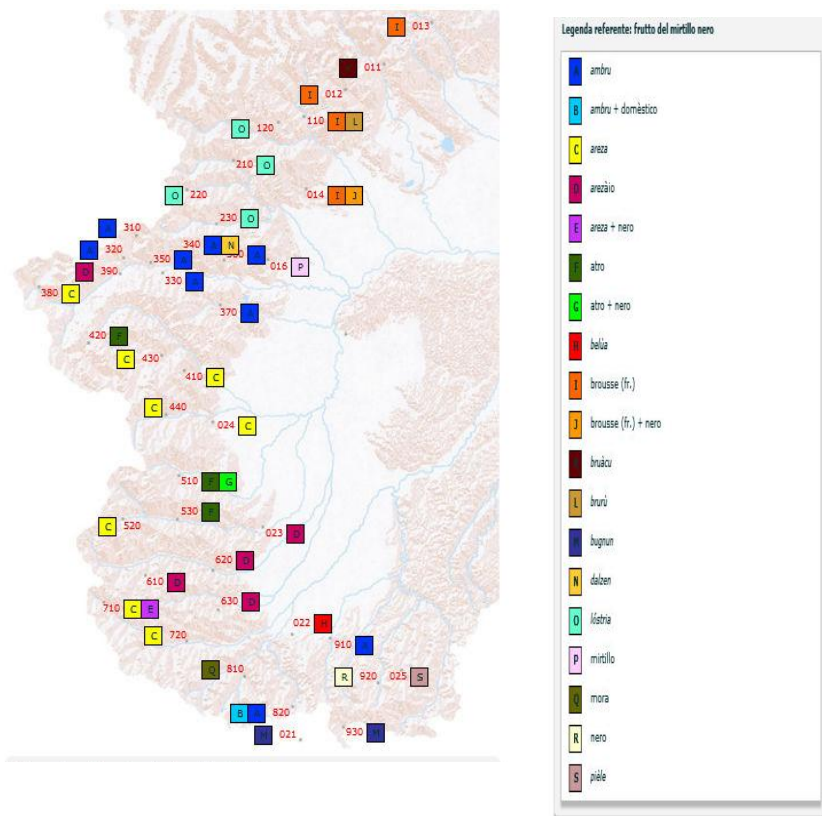 I 013
Legenda referente: frutto del mirtillo nero
011
A ambru
I 012
B ambru + domèstico
110 I L
O 120
C areza
210 O
D arezàio
O 220 014 I J
230 O
E areza + nero
A 310
340 A N
A 320 350 A A
F atro
D 390 016 P
330 A
380 C
G atro + nero
370 A
420 F
H belùa
C 430
410 C
I brousse (fr.)
C 440
024 C
J brousse (fr.) + nero
bruàcu
510 F G
L brurù
530 F
C 520
023 D
M bugnun
620 D
610 D
N dalzen
630 D
710 C E
022 H
O lóstria
C 720
910 A
P mirtillo
Q 810
R 920 025 S
Q mora
B A 820
M 021
930 M
R nero
S pièle